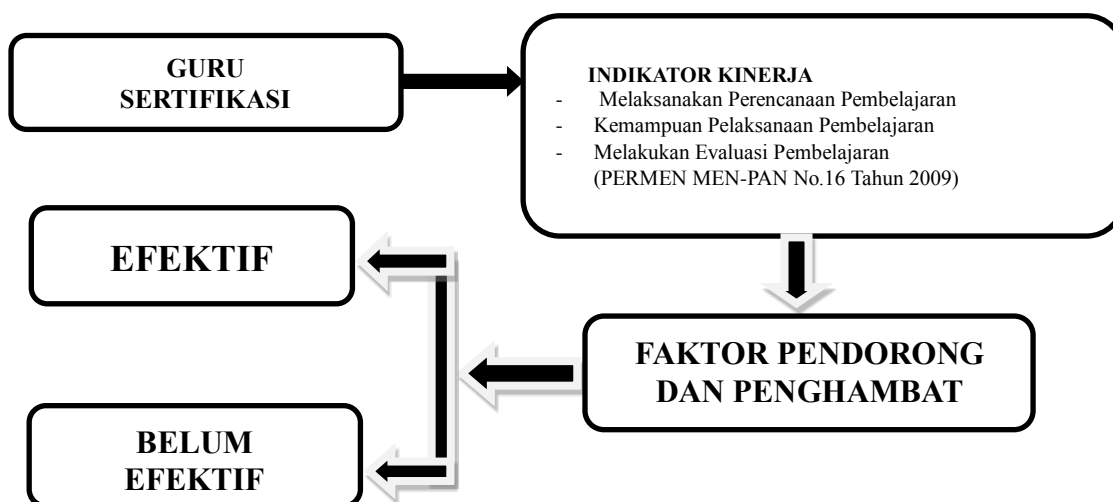 GURU
SERTIFIKASI
INDIKATOR KINERJA
- Melaksanakan Perencanaan Pembelajaran
- Kemampuan Pelaksanaan Pembelajaran
- Melakukan Evaluasi Pembelajaran
(PERMEN MEN-PAN No.16 Tahun 2009)
EFEKTIF
FAKTOR PENDORONG
DAN PENGHAMBAT
BELUM
EFEKTIF